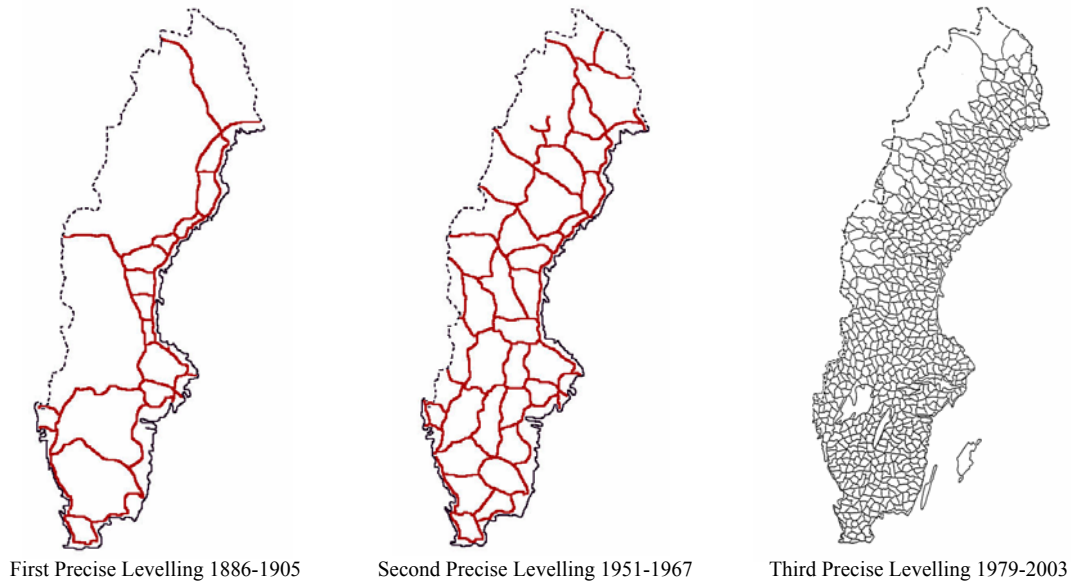 First Precise Levelling 1886-1905
Second Precise Levelling 1951-1967
Third Precise Levelling 1979-2003